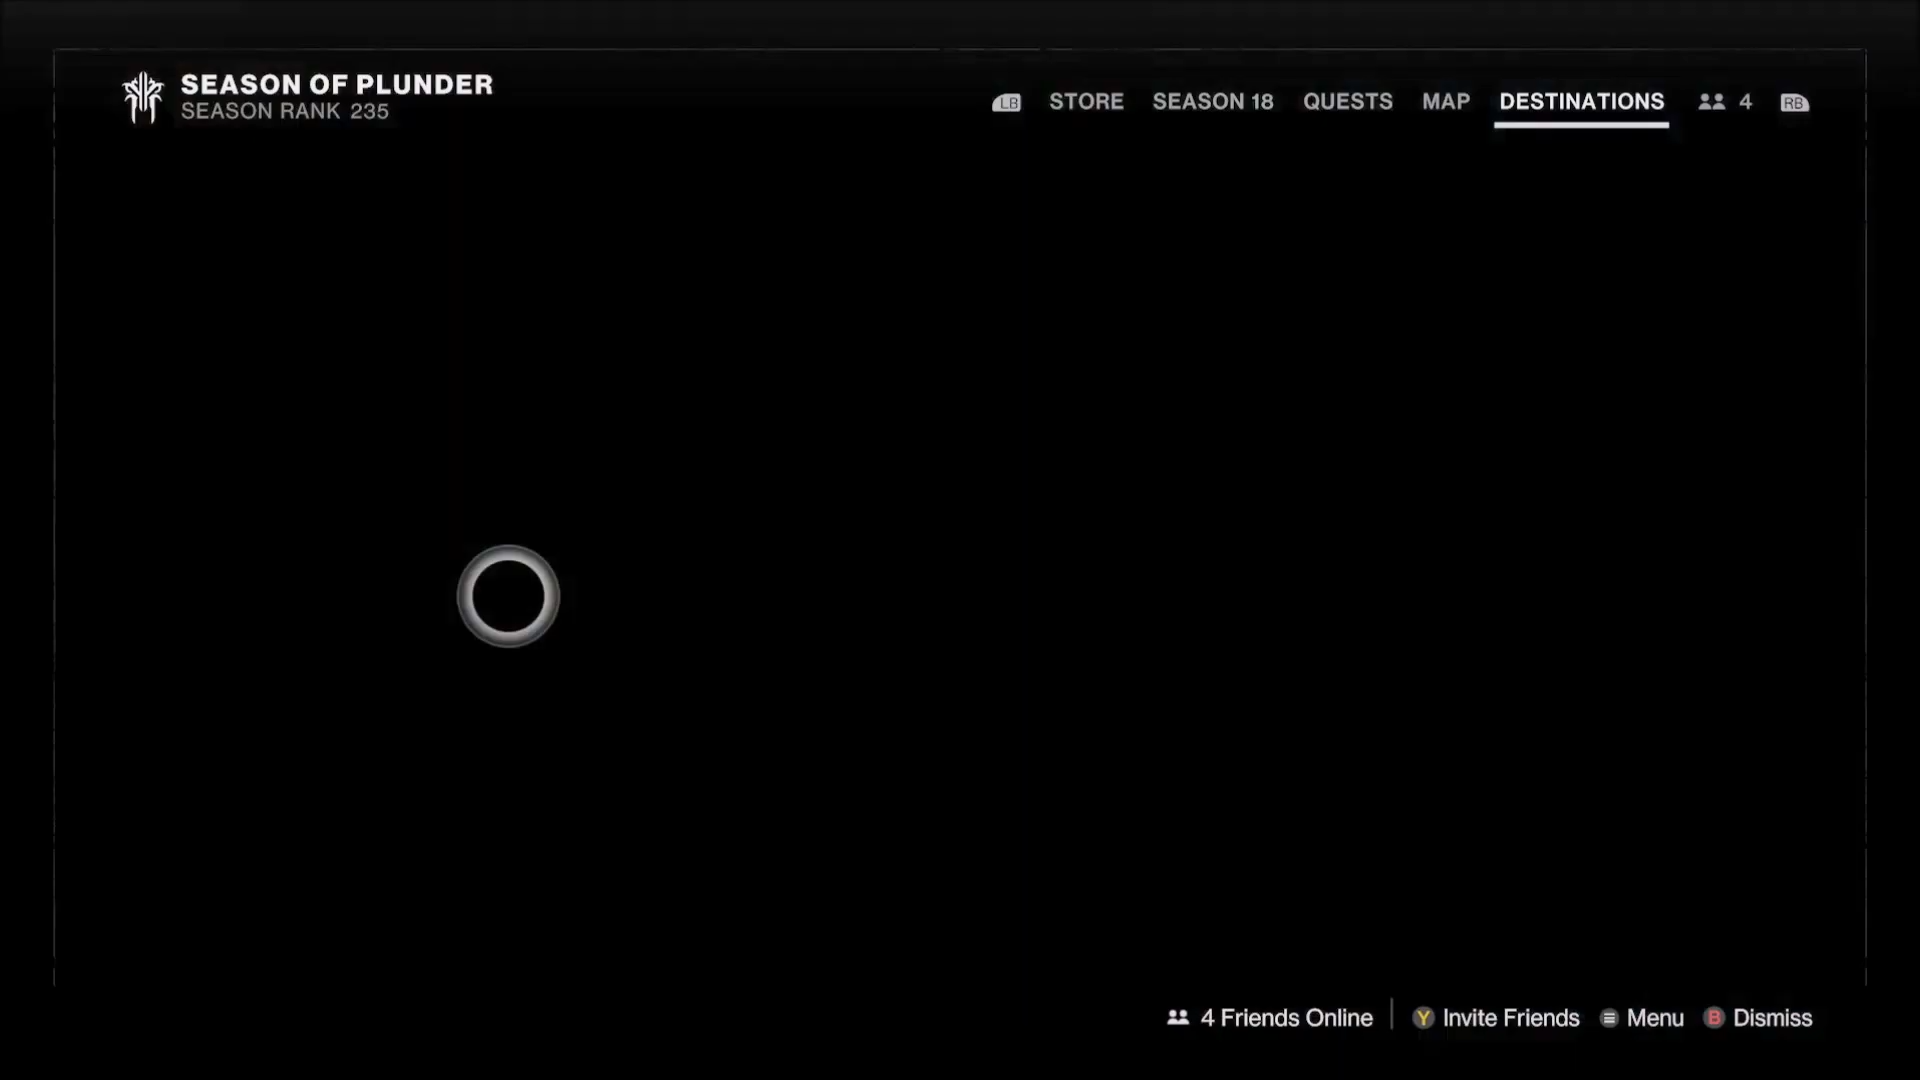 SEASON OF PLUNDER
SEASON RANK 235
LB STORE SEASON 18 QUESTS MAP DESTINATIONS 4 RB
4 Friends Online Y Invite Friends Menu B Dismiss